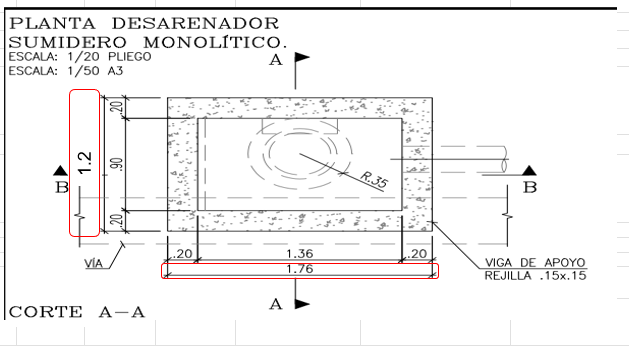 PLANTA DESARENADOR
SUMIDERO MONOLÍTICO.
ESCALA: 1/20 PLIEGO
ESCALA: 1/50 A3
A
.20
1.2
.90
B
B
R.35
.20
VÍA
.20
1.36
.20
1.76
VIGA DE APOYO
REJILLA .15x.15
A
CORTE A-A